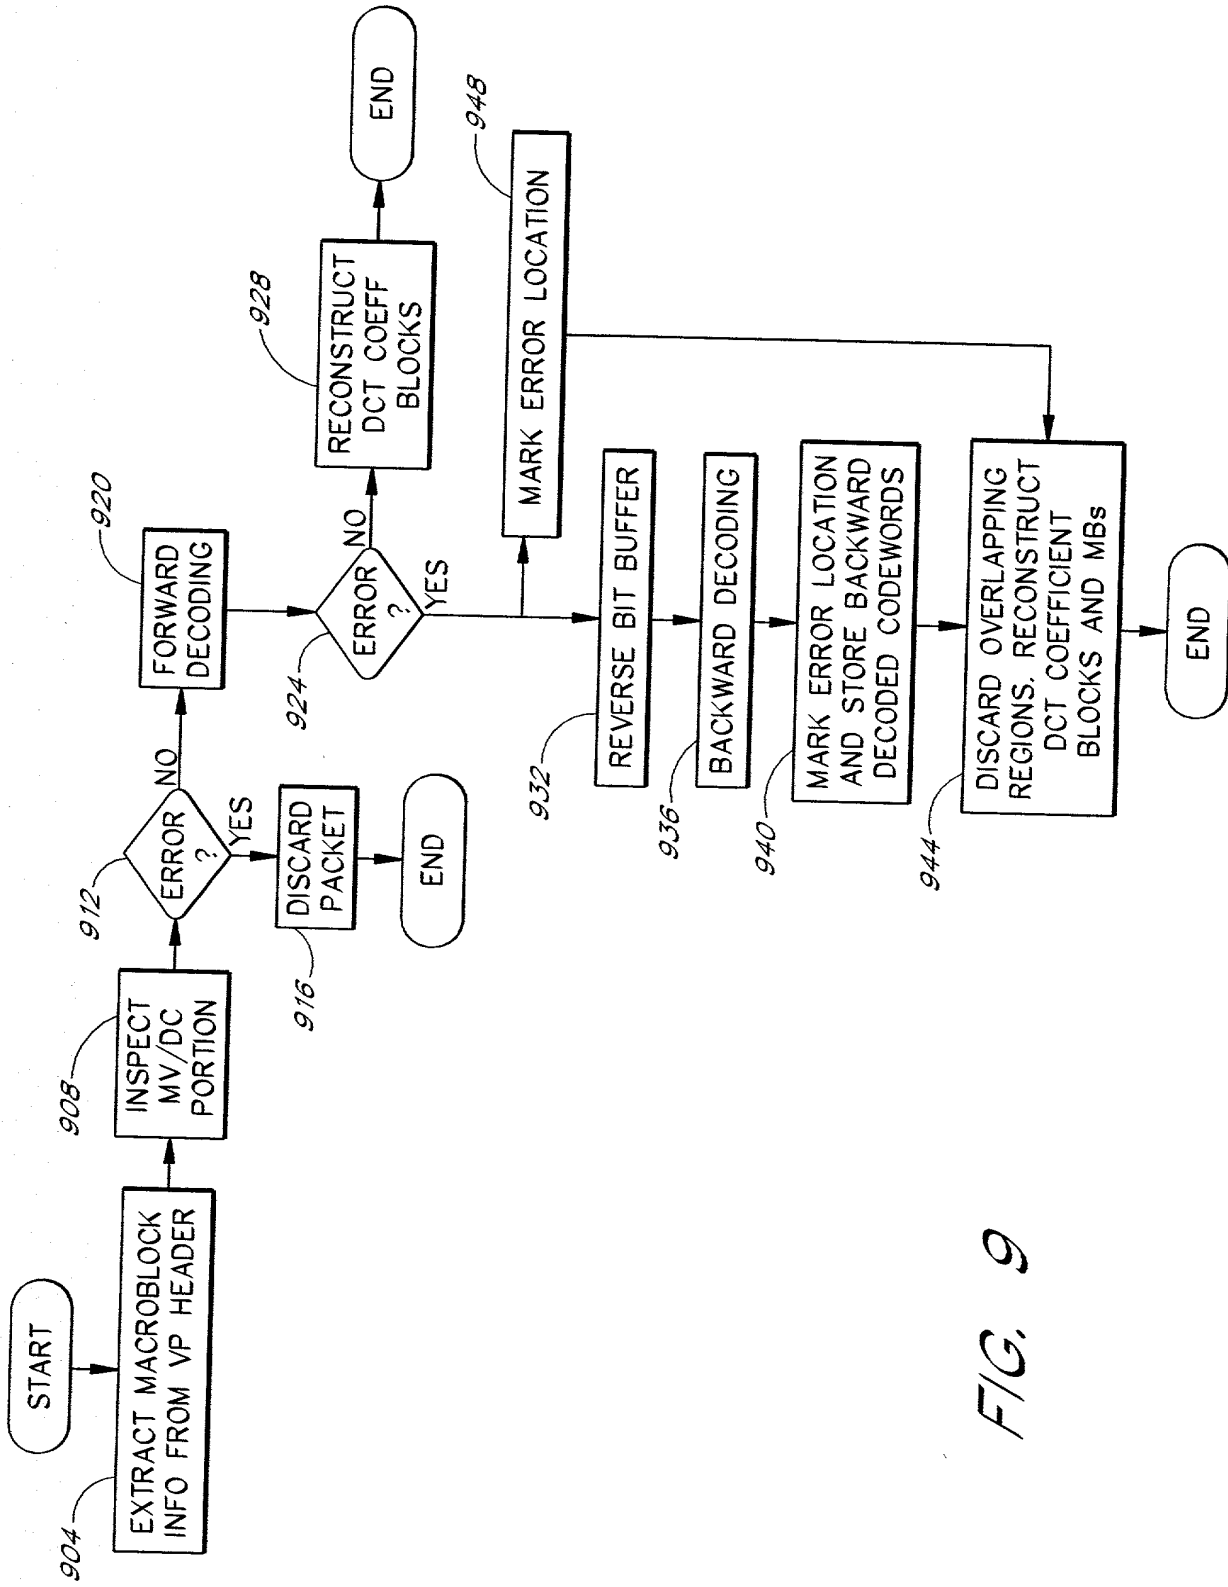 START
904
EXTRACT MACROBLOCK
INFO FROM VP HEADER
908
INSPECT
MV/DC
PORTION
912
ERROR
?
NO
YES
916
DISCARD
PACKET
END
920
FORWARD
DECODING
924
ERROR
?
NO
YES
928
RECONSTRUCT
DCT COEFF
BLOCKS
END
948
MARK ERROR LOCATION
932
REVERSE BIT BUFFER
936
BACKWARD DECODING
940
MARK ERROR LOCATION
AND STORE BACKWARD
DECODED CODEWORDS
944
DISCARD OVERLAPPING
REGIONS, RECONSTRUCT
DCT COEFFICIENT
BLOCKS AND MBs
END
FIG. 9